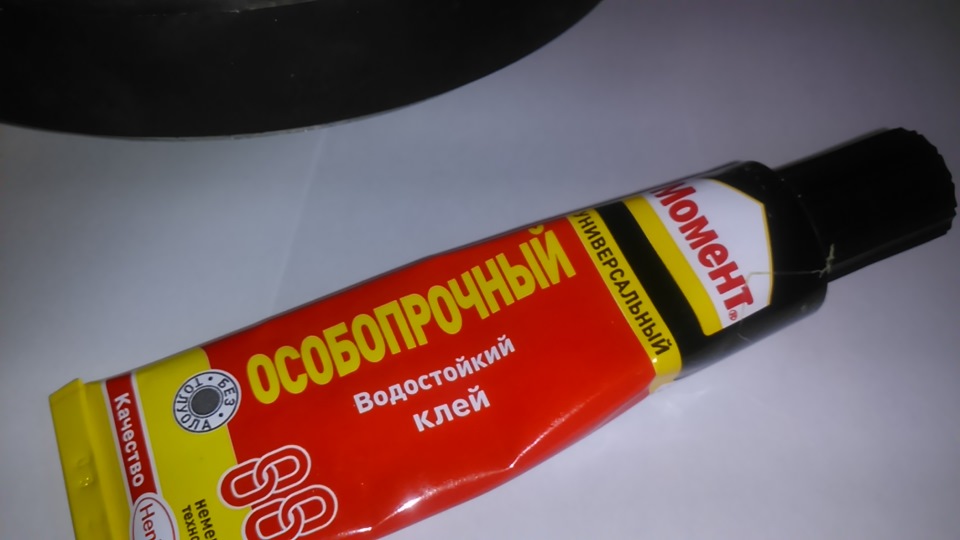 Момент®
УНИВЕРСАЛЬНЫЙ
ОСОБОПРОЧНЫЙ
Водостойкий
клей
БЕЗ
ТОЛУОЛА
Качество